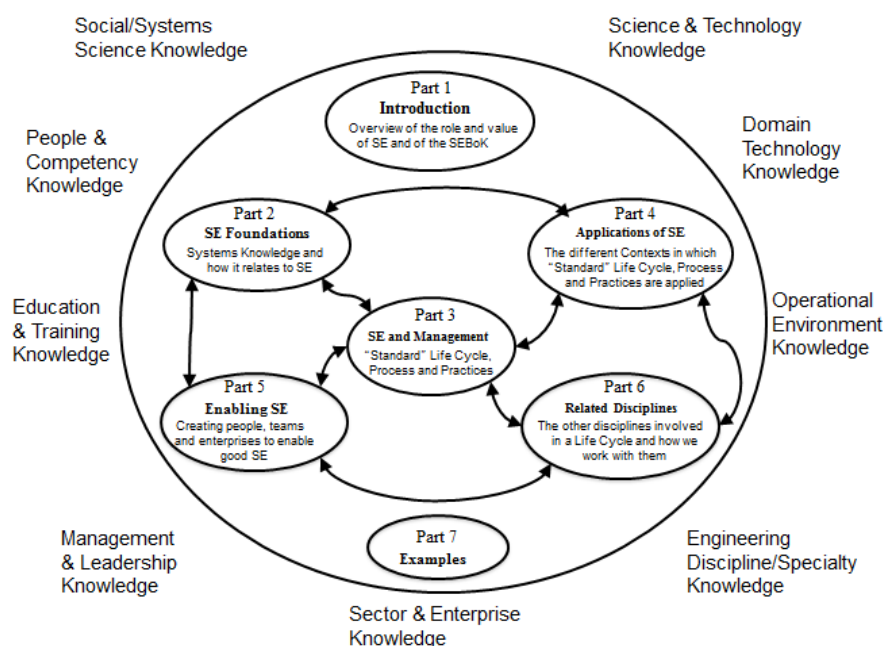 Social/Systems
Science Knowledge
Science & Technology
Knowledge
Part 1
Introduction
Overview of the role and value
of SE and of the SEBoK
People &
Competency
Knowledge
Domain
Technology
Knowledge
Part 2
SE Foundations
Systems Knowledge and
how it relates to SE
Part 4
Applications of SE
The different Contexts in which
“Standard” Life Cycle, Process
and Practices are applied
Education
& Training
Knowledge
Part 3
SE and Management
“Standard” Life Cycle,
Process and Practices
Operational
Environment
Knowledge
Part 5
Enabling SE
Creating people, teams
and enterprises to enable
good SE
Part 6
Related Disciplines
The other disciplines involved
in a Life Cycle and how we
work with them
Management
& Leadership
Knowledge
Part 7
Examples
Engineering
Discipline/Specialty
Knowledge
Sector & Enterprise
Knowledge